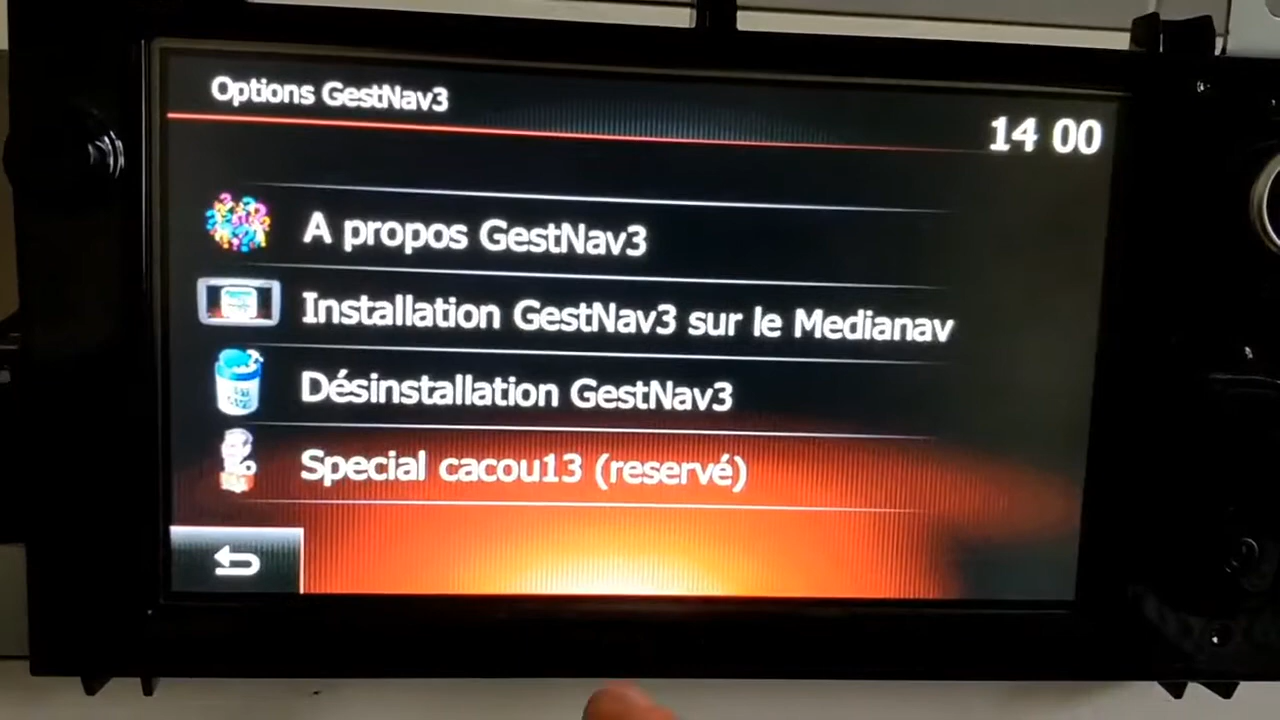 Options GestNav3
14 00
A propos GestNav3
Installation GestNav3 sur le Medianav
Désinstallation GestNav3
Special cacou13 (reservé)